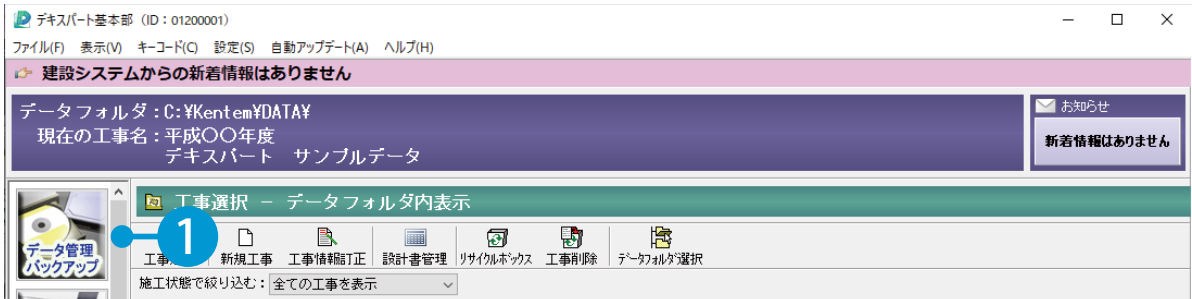 デキスパート基本部（ID：01200001）
ファイル(F) 表示(V) キーコード(C) 設定(S) 自動アップデート(A) ヘルプ(H)
建設システムからの新着情報はありません
データフォルダ：C:¥Kentem¥DATA¥
現在の工事名：平成〇〇年度
デキスパート サンプルデータ
お知らせ
新着情報はありません
データ管理
バックアップ
1
工事選択 － データフォルダ内表示
新規工事 工事情報訂正 設計書管理 リサイクルボックス 工事削除 データフォルダ選択
施工状態で絞り込む：全ての工事を表示